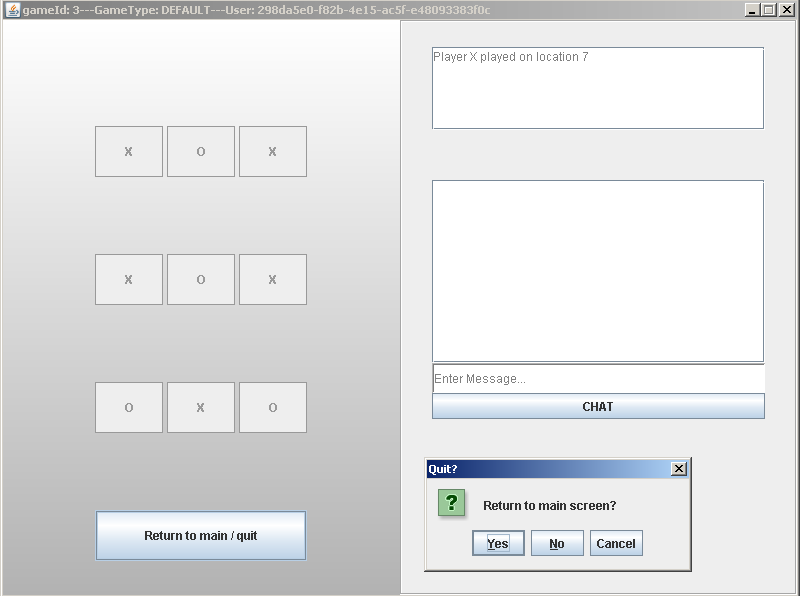 gameId: 3---GameType: DEFAULT---User: 298da5e0-f82b-4e15-ac5f-e48093383f0c
X O X
X O X
O X O
Return to main / quit
Player X played on location 7
Enter Message...
CHAT
Quit?
? Return to main screen?
Yes No Cancel